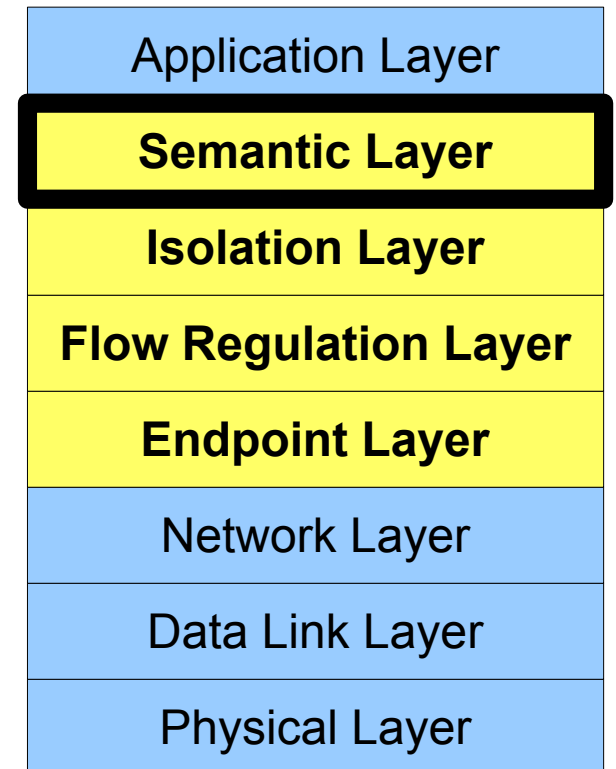 Application Layer
Semantic Layer
Isolation Layer
Flow Regulation Layer
Endpoint Layer
Network Layer
Data Link Layer
Physical Layer